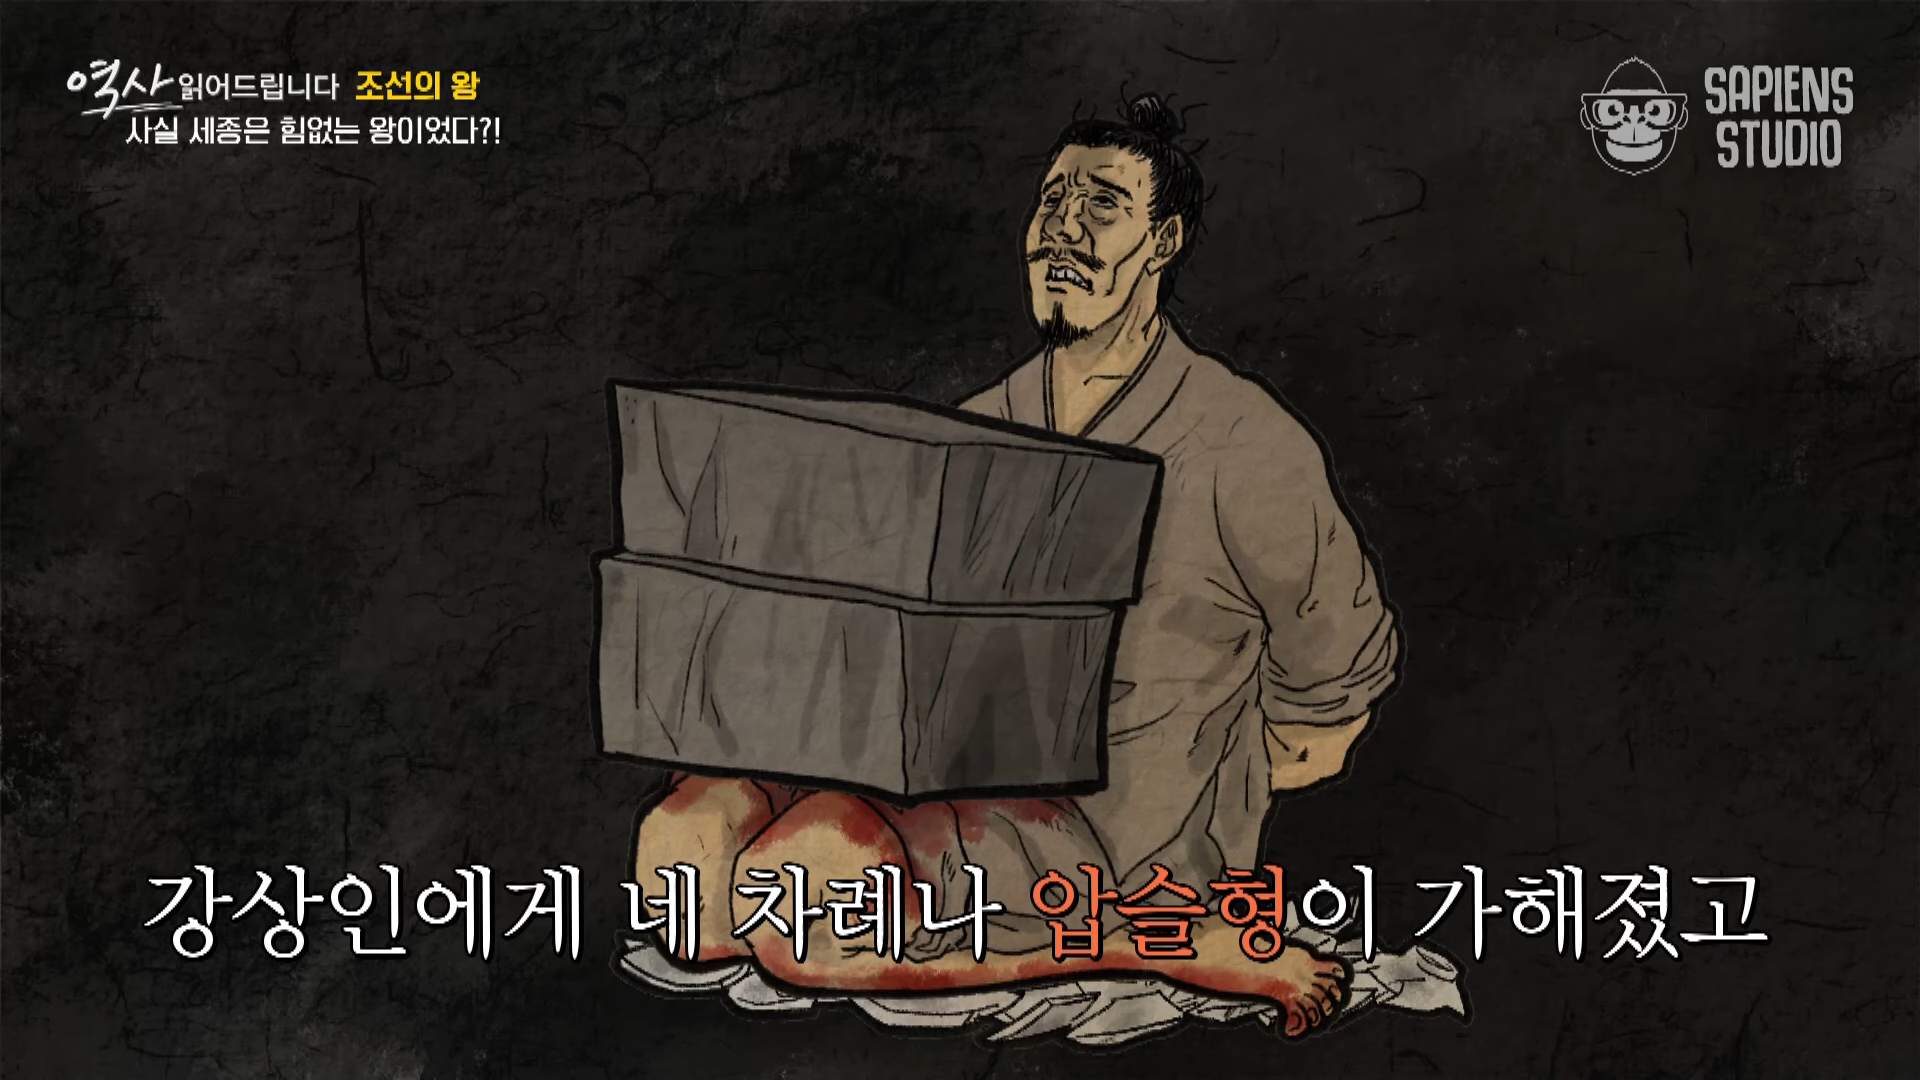 역사 읽어드립니다 조선의 왕
사실 세종은 힘없는 왕이었다?!
SAPIENS
STUDIO
강상인에게 네 차례나 압슬형이 가해졌고